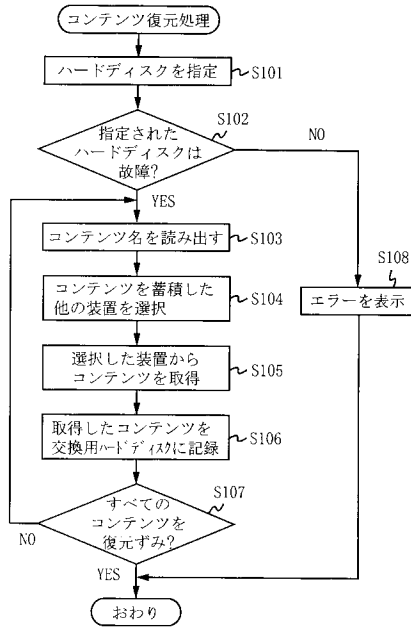 コンテンツ復元処理
ハードディスクを指定
S101
指定された
ハードディスクは
故障?
S102
NO
YES
コンテンツ名を読み出す
S103
コンテンツを蓄積した
他の装置を選択
S104
S108
エラーを表示
選択した装置から
コンテンツを取得
S105
取得したコンテンツを
交換用ハードディスクに記録
S106
すべての
コンテンツを
復元ずみ?
S107
NO
YES
おわり